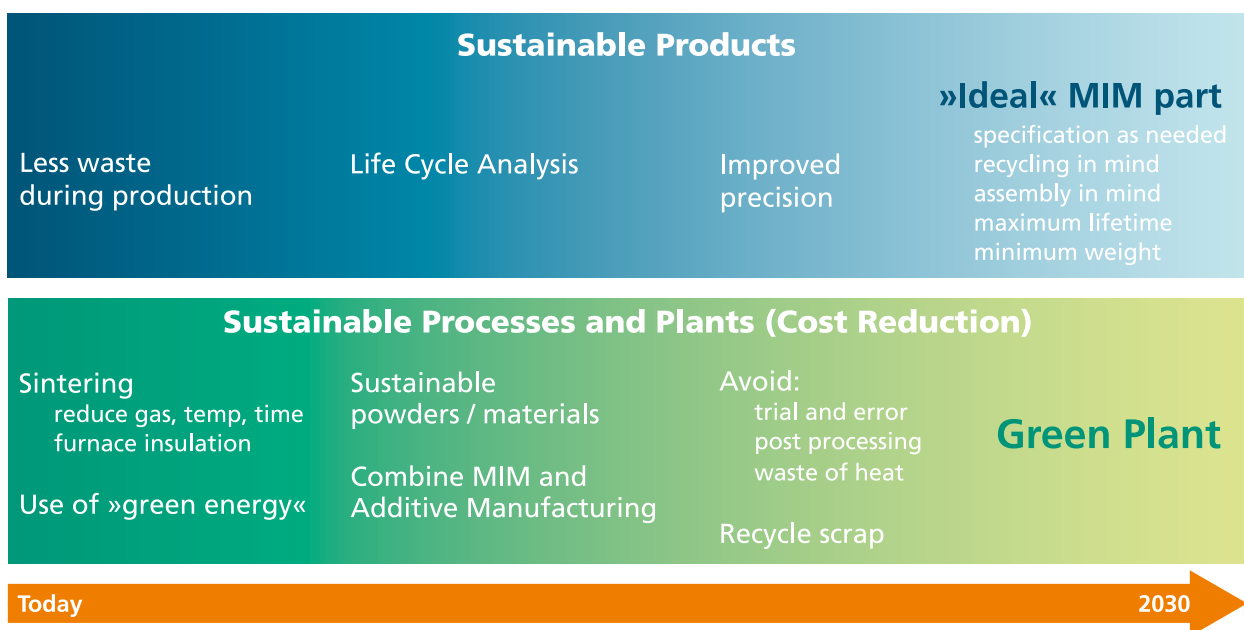 Sustainable Products
Less waste
during production
Life Cycle Analysis
Improved
precision
»Ideal« MIM part
specification as needed
recycling in mind
assembly in mind
maximum lifetime
minimum weight
Sustainable Processes and Plants (Cost Reduction)
Sintering
reduce gas, temp, time
furnace insulation
Use of »green energy«
Sustainable
powders / materials
Combine MIM and
Additive Manufacturing
Avoid:
trial and error
post processing
waste of heat
Recycle scrap
Green Plant
Today
2030